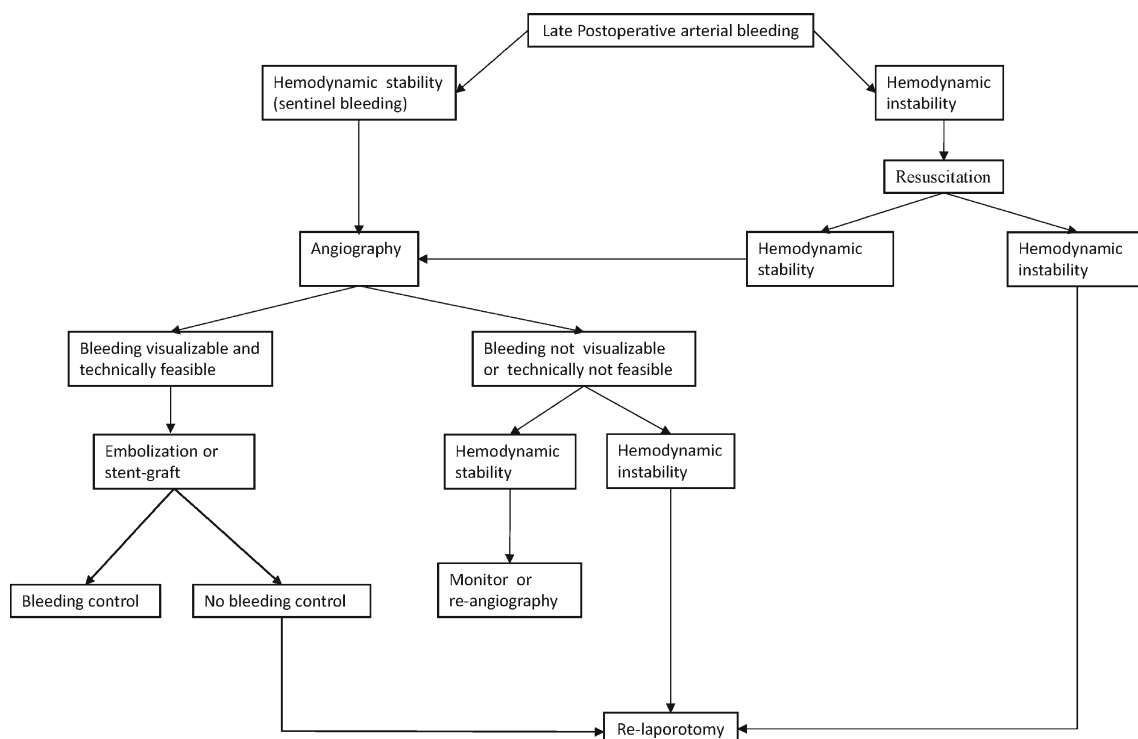 Late Postoperative arterial bleeding
Hemodynamic stability
(sentinel bleeding)
Hemodynamic
instability
Resuscitation
Angiography
Hemodynamic
stability
Hemodynamic
instability
Bleeding visualizable and
technically feasible
Bleeding not visualizable
or technically not feasible
Embolization or
stent-graft
Hemodynamic
stability
Hemodynamic
instability
Bleeding control
No bleeding control
Monitor or
re-angiography
Re-laporotomy